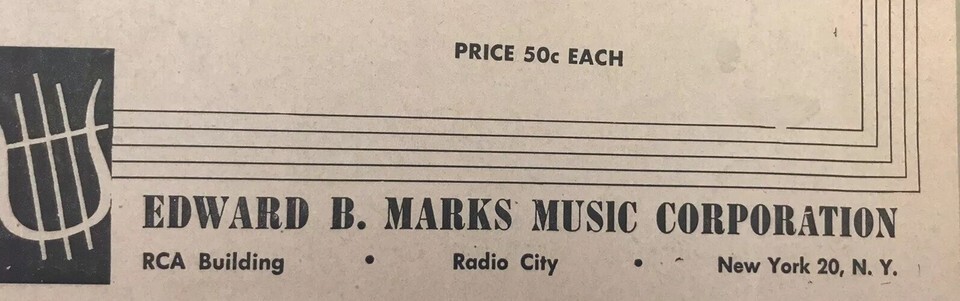 PRICE 50c EACH
EDWARD B. MARKS MUSIC CORPORATION
RCA Building • Radio City • New York 20, N. Y.